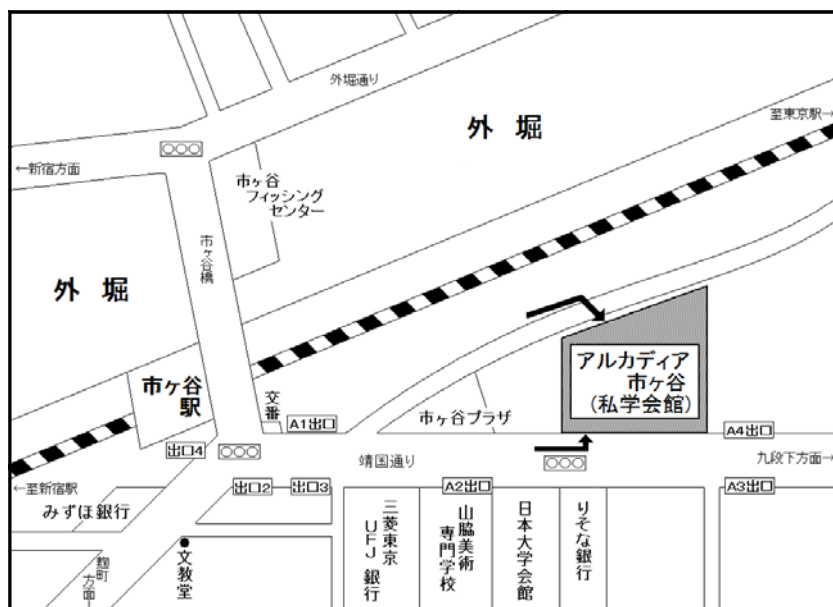 外堀通り
外 堀
至東京駅→
←新宿方面
市ヶ谷
フィッシング
センター
市ヶ谷橋
外 堀
アルカディア
市ヶ谷
(私学会館)
市ヶ谷
駅
交番
A1出口
市ヶ谷プラザ
A4出口
出口4
靖国通り
九段下方面→
←至新宿駅
出口2
出口3
A2出口
A3出口
みずほ銀行
三菱東京
UFJ 銀行
山脇美術
専門学校
日本大学会館
りそな銀行
文教堂
麹町
方面→